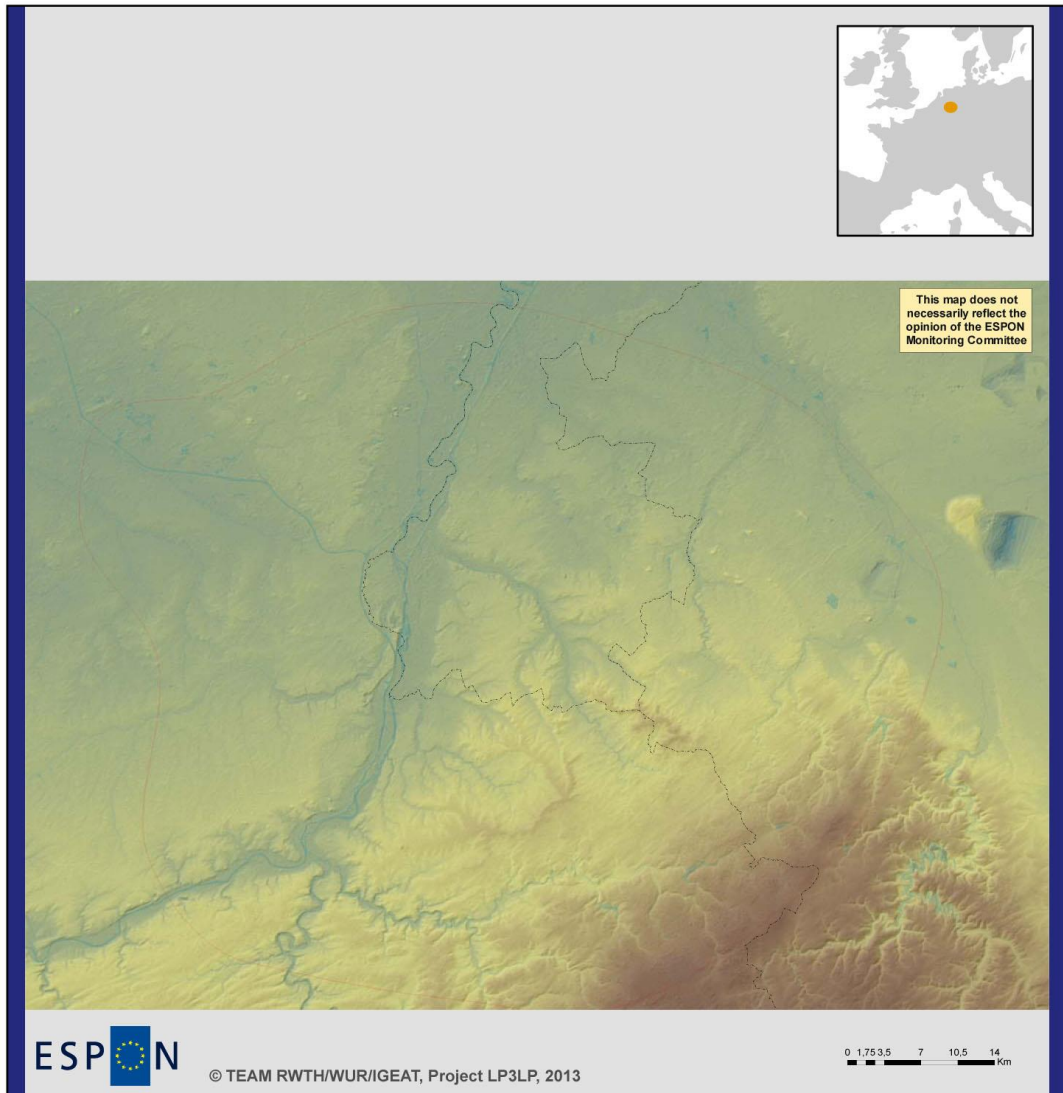 This map does not
necessarily reflect the
opinion of the ESPON
Monitoring Committee
ESPON
© TEAM RWTH/WUR/IGEAT, Project LP3LP, 2013
0 1,75 3,5 7 10,5 14
Km